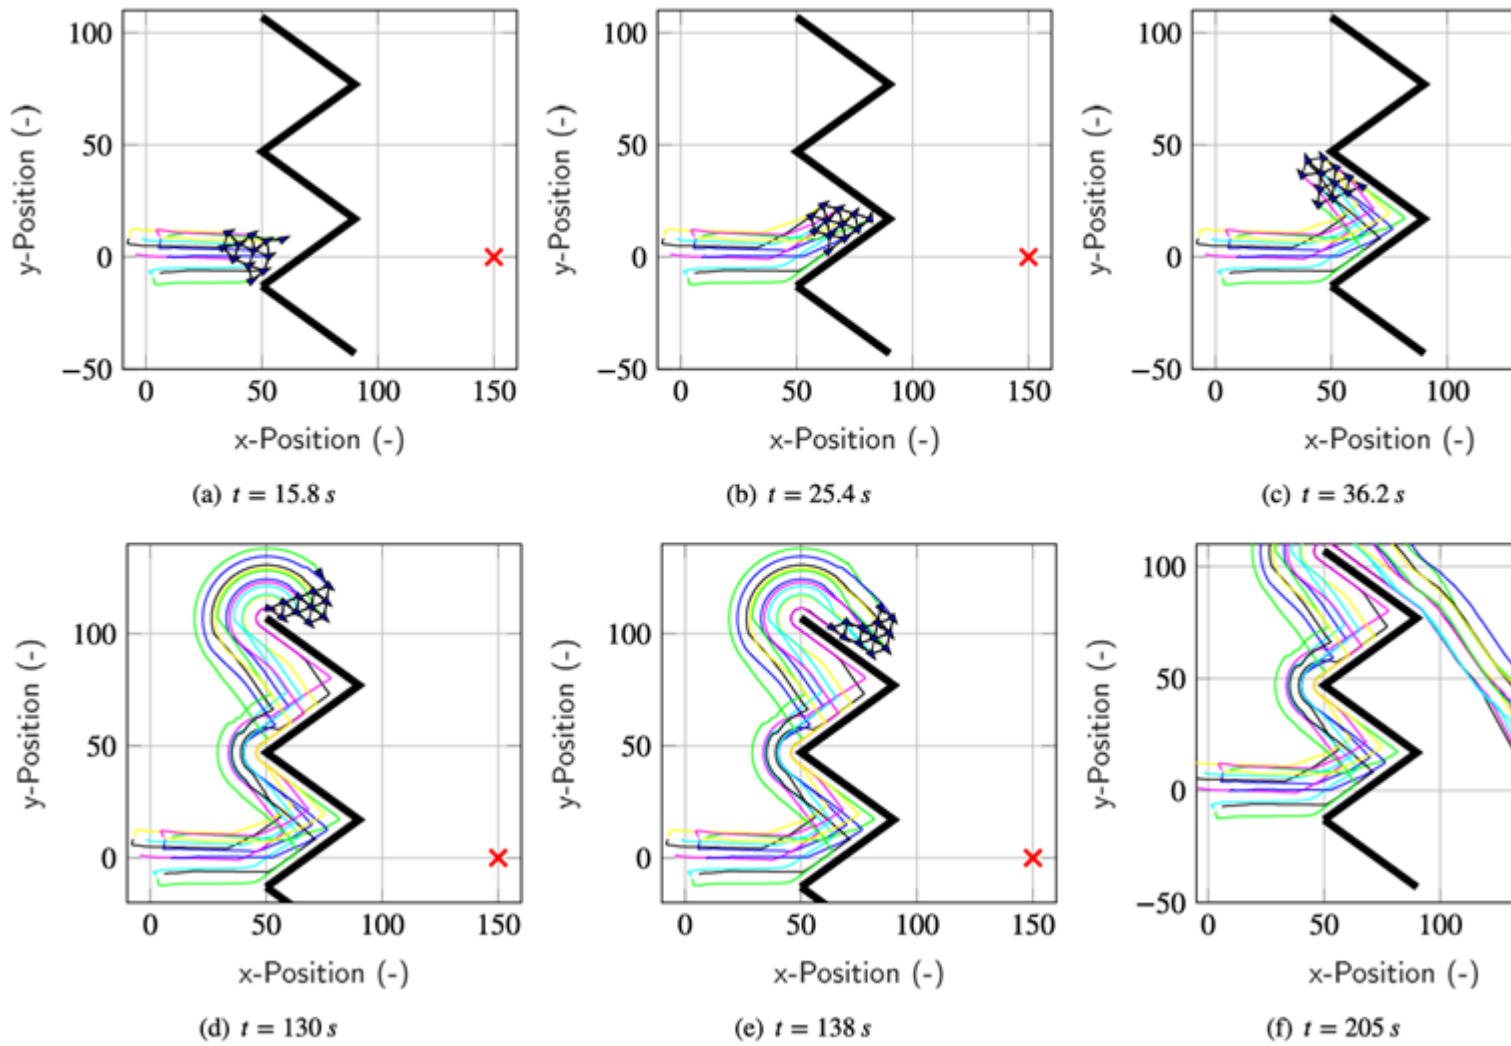 100
50
0
−50
y-Position (-)
0 50 100 150
x-Position (-)
(a) t = 15.8 s
100
50
0
−50
y-Position (-)
0 50 100 150
x-Position (-)
(b) t = 25.4 s
100
50
0
−50
y-Position (-)
0 50 100
x-Position (-)
(c) t = 36.2 s
100
50
0
y-Position (-)
0 50 100 150
x-Position (-)
(d) t = 130 s
100
50
0
y-Position (-)
0 50 100 150
x-Position (-)
(e) t = 138 s
100
50
0
−50
y-Position (-)
0 50 100
x-Position (-)
(f) t = 205 s